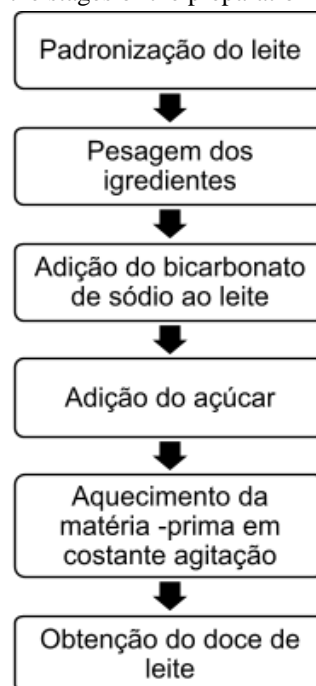 Padronização do leite
Pesagem dos
igredientes
Adição do bicarbonato
de sódio ao leite
Adição do açúcar
Aquecimento da
matéria -prima em
costante agitação
Obtenção do doce de
leite